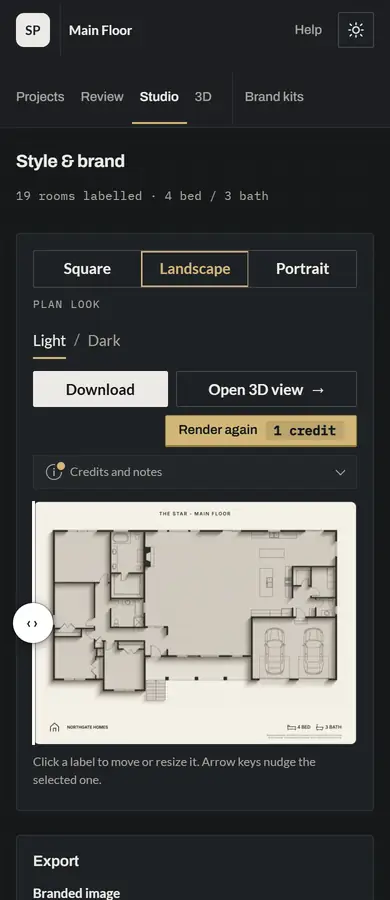 SP
Main Floor
Help
Projects
Review
Studio
3D
Brand kits
Style & brand
19 rooms labelled · 4 bed / 3 bath
Square
Landscape
Portrait
PLAN LOOK
Light / Dark
Download
Open 3D view →
Render again 1 credit
Credits and notes
THE STAR - MAIN FLOOR
NORTHGATE HOMES
4 BED
3 BATH
Click a label to move or resize it. Arrow keys nudge the
selected one.
Export
Branded image